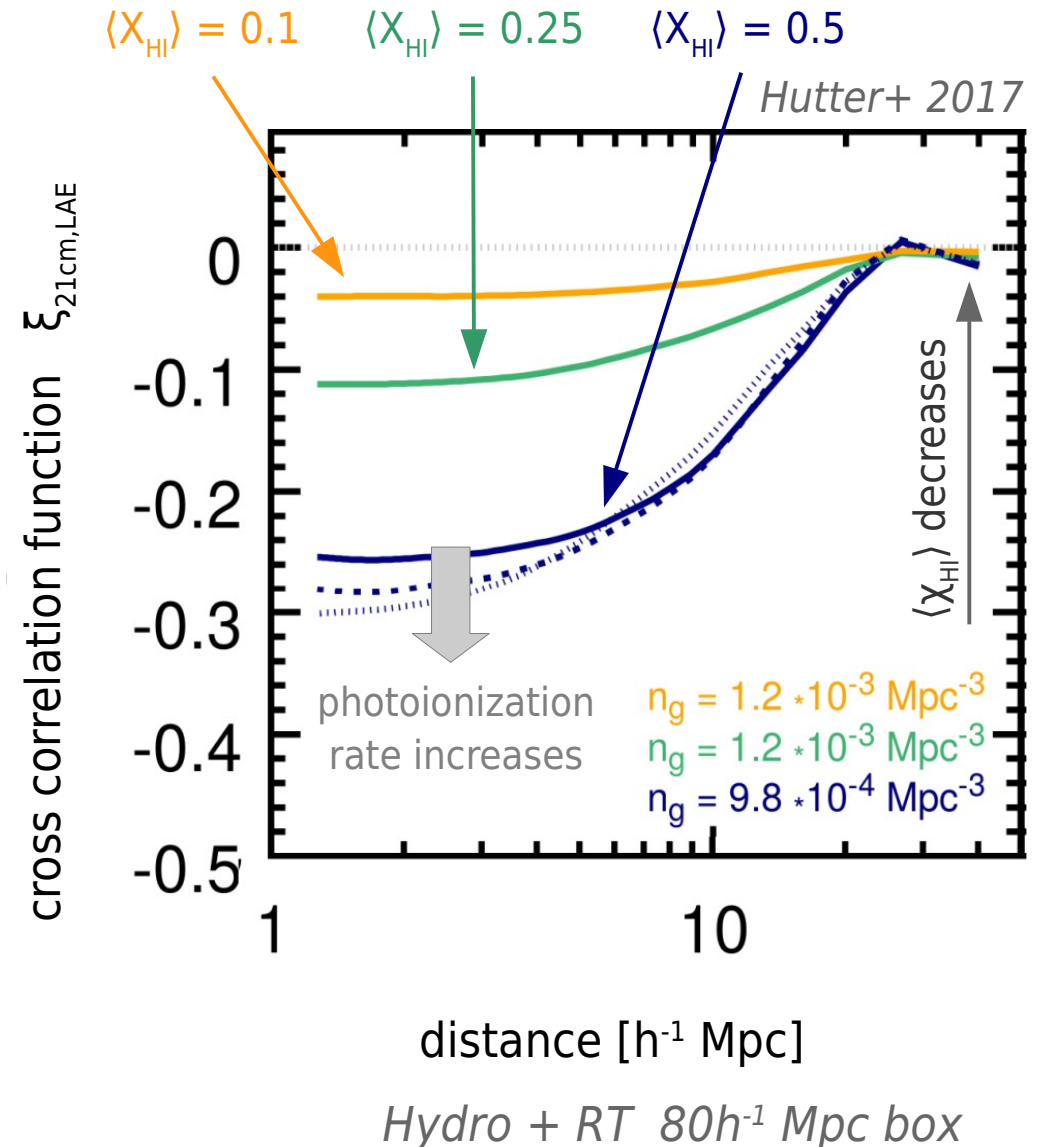 ⟨X_HI⟩ = 0.1 ⟨X_HI⟩ = 0.25 ⟨X_HI⟩ = 0.5
Hutter+ 2017
cross correlation function ξ_21cm,LAE
0
-0.1
-0.2
-0.3
-0.4
-0.5
⟨χ_HI⟩ decreases
photoionization
rate increases
n_g = 1.2 *10^-3 Mpc^-3
n_g = 1.2 *10^-3 Mpc^-3
n_g = 9.8 *10^-4 Mpc^-3
1 10
distance [h^-1 Mpc]
Hydro + RT 80h^-1 Mpc box